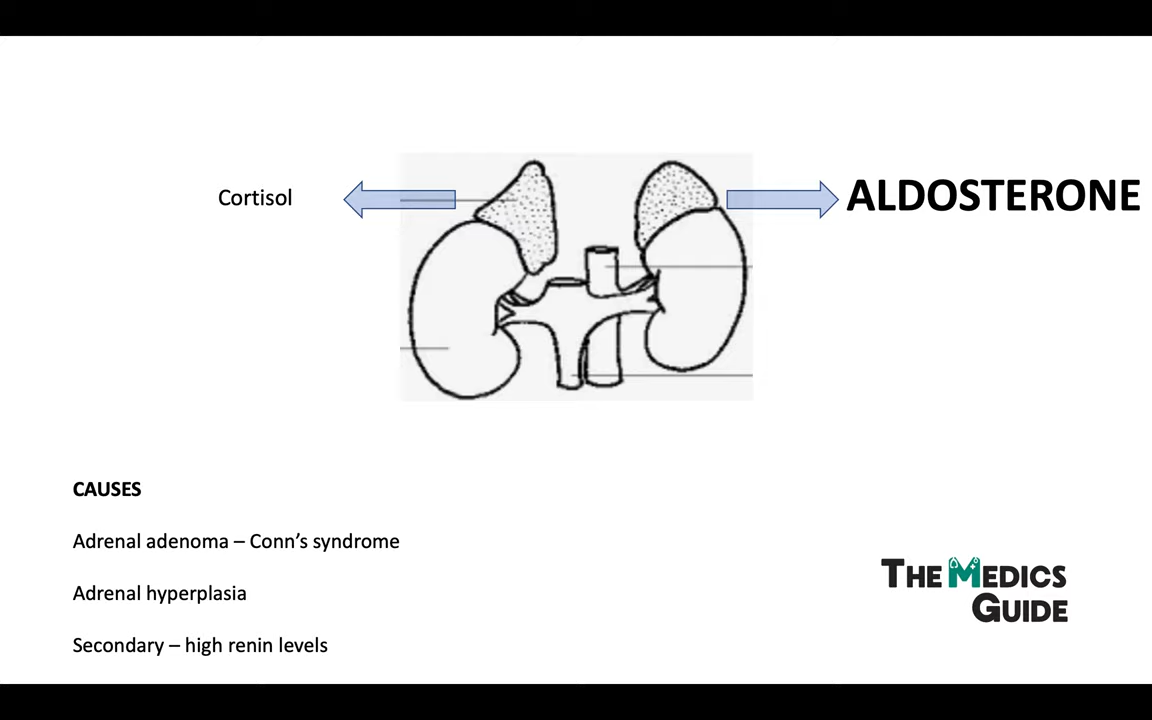 Cortisol
ALDOSTERONE
CAUSES
Adrenal adenoma – Conn’s syndrome
Adrenal hyperplasia
Secondary – high renin levels
THE MEDICS
GUIDE